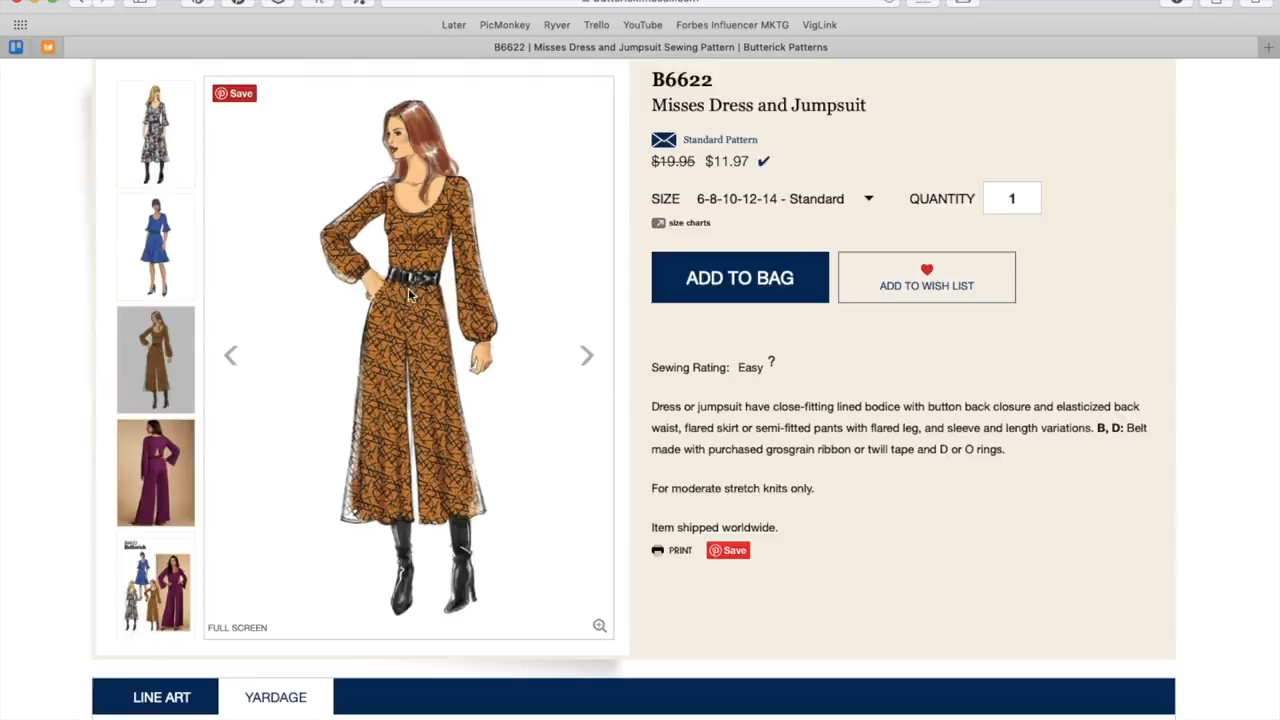 Later PicMonkey Ryver Trello YouTube Forbes Influencer MKTG VigLink
B6622 | Misses Dress and Jumpsuit Sewing Pattern | Butterick Patterns
Save
B6622
Misses Dress and Jumpsuit
Standard Pattern
$19.95 $11.97 ✔
SIZE 6-8-10-12-14 - Standard QUANTITY 1
size charts
ADD TO BAG
ADD TO WISH LIST
Sewing Rating: Easy ?
Dress or jumpsuit have close-fitting lined bodice with button back closure and elasticized back
waist, flared skirt or semi-fitted pants with flared leg, and sleeve and length variations. B, D: Belt
made with purchased grosgrain ribbon or twill tape and D or O rings.
For moderate stretch knits only.
Item shipped worldwide.
PRINT Save
Butterick
FULL SCREEN
LINE ART YARDAGE